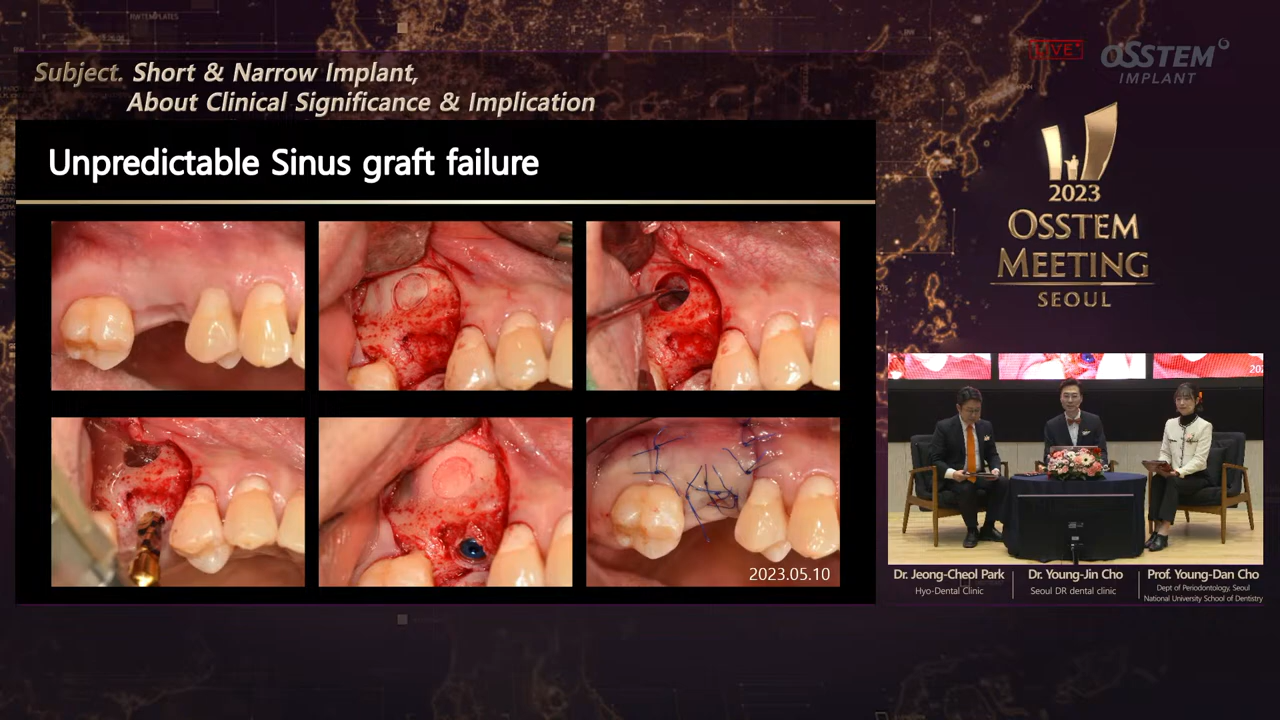 RWTEMPLATES
Subject. Short & Narrow Implant,
About Clinical Significance & Implication
LIVE
OSSTEM
IMPLANT
Unpredictable Sinus graft failure
2023
OSSTEM
MEETING
SEOUL
2023.05.10
Dr. Jeong-Cheol Park
Hyo-Dental Clinic
Dr. Young-Jin Cho
Seoul DR dental clinic
Prof. Young-Dan Cho
Dept of Periodontology, Seoul
National University School of Dentistry